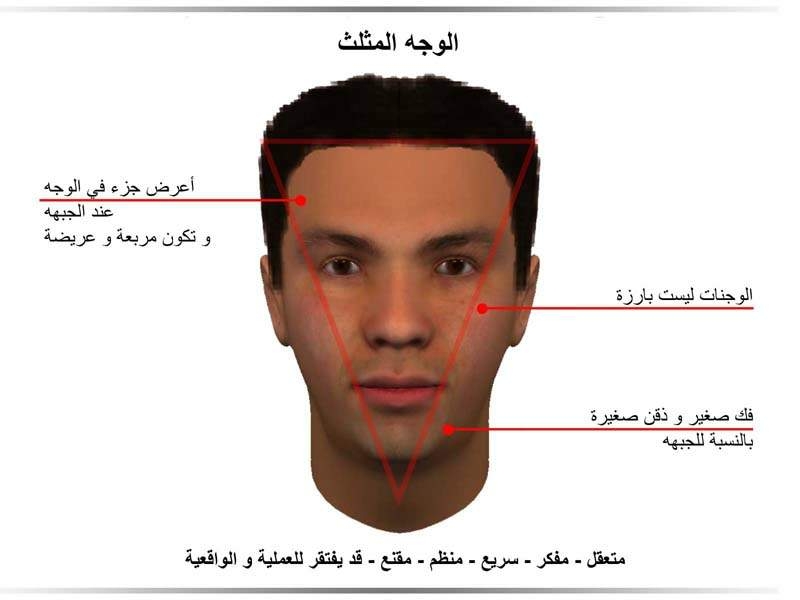 الوجه المثلث
أعرض جزء في الوجه
عند الجبهه
و تكون مربعة و عريضة
الوجنات ليست بارزة
فك صغير و ذقن صغيرة
بالنسبة للجبهه
متعقل - مفكر - سريع - منظم - مقنع - قد يفتقر للعملية و الواقعية